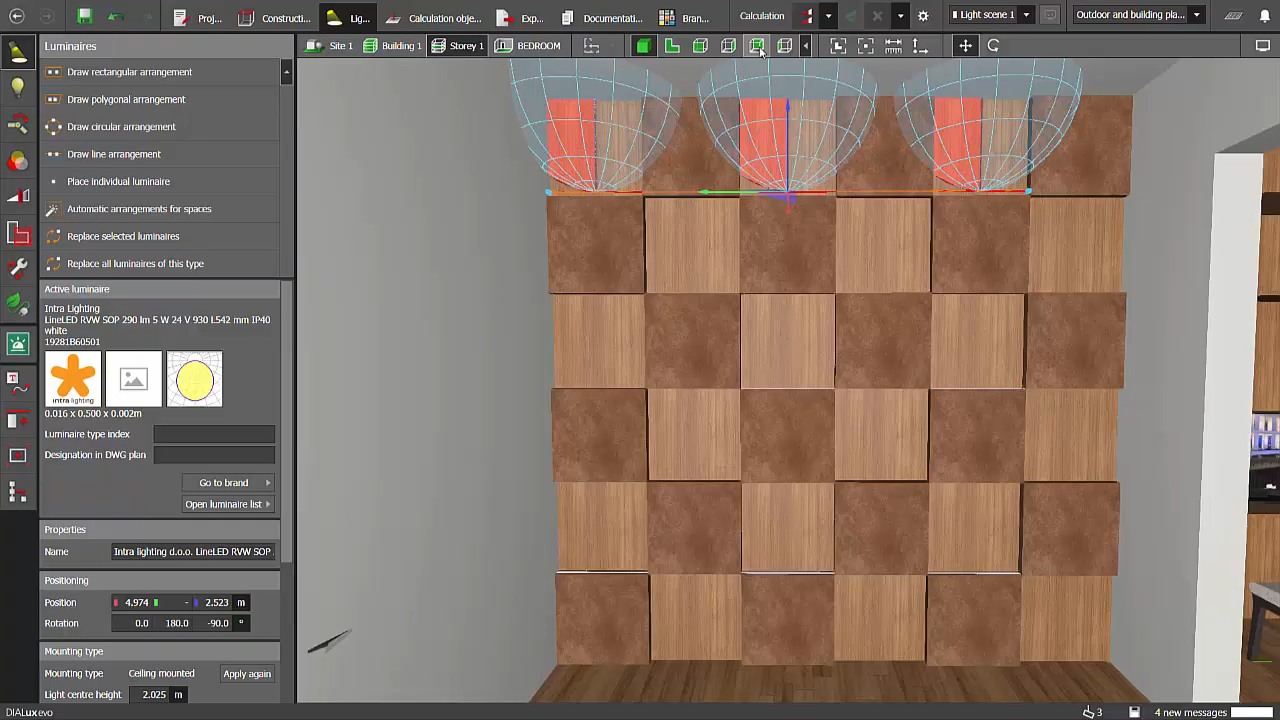 Proj...
Constructi...
Lig...
Calculation obje...
Exp...
Documentati...
Bran...
Calculation
Light scene 1
Outdoor and building pla...
Luminaires
Site 1
Building 1
Storey 1
BEDROOM
Draw rectangular arrangement
Draw polygonal arrangement
Draw circular arrangement
Draw line arrangement
Place individual luminaire
Automatic arrangements for spaces
Replace selected luminaires
Replace all luminaires of this type
Active luminaire
Intra Lighting
LineLED RVW SOP 290 lm 5 W 24 V 930 L542 mm IP40
white
19281B60501
intra lighting
0.016 x 0.500 x 0.002m
Luminaire type index
Designation in DWG plan
Go to brand
Open luminaire list
Properties
Name Intra lighting d.o.o. LineLED RVW SOP
Positioning
Position 4.974 - 2.523 m
Rotation 0.0 180.0 -90.0 °
Mounting type
Mounting type Ceiling mounted Apply again
Light centre height 2.025 m
DIALux evo
3
4 new messages